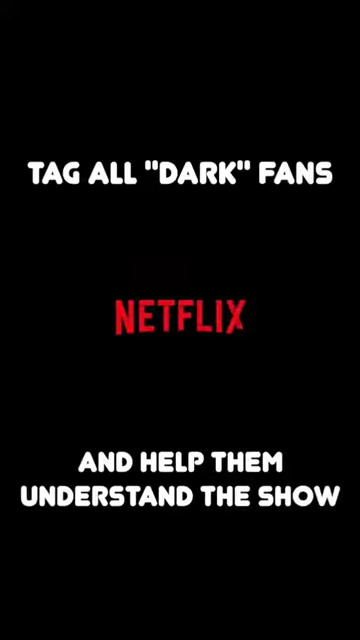 TAG ALL "DARK" FANS
NETFLIX
AND HELP THEM
UNDERSTAND THE SHOW